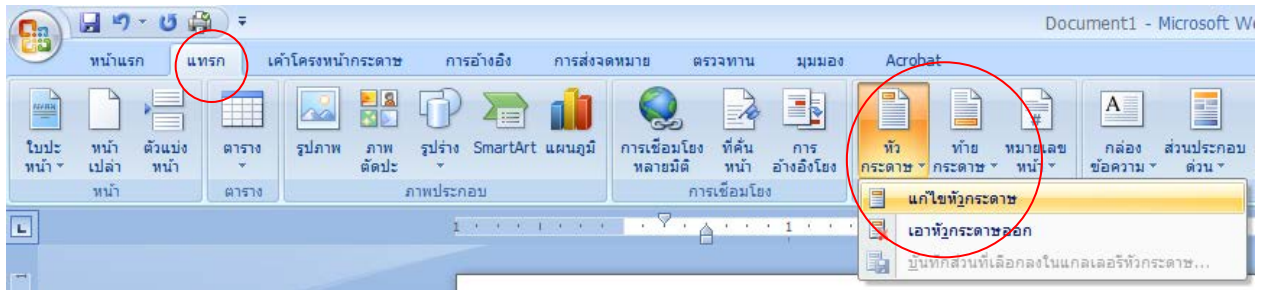 Document1 - Microsoft W
หน้าแรก แทรก เค้าโครงหน้ากระดาษ การอ้างอิง การส่งจดหมาย ตรวจทาน มุมมอง Acrobat
ใบปะหน้า หน้าเปล่า ตัวแบ่งหน้า ตาราง รูปภาพ ภาพตัดปะ รูปร่าง SmartArt แผนภูมิ การเชื่อมโยงหลายมิติ ที่คั่นหน้า การอ้างอิงโยง หัวกระดาษ ท้ายกระดาษ หมายเลขหน้า กล่องข้อความ ส่วนประกอบด่วน
หน้า ตาราง ภาพประกอบ การเชื่อมโยง
แก้ไขหัวกระดาษ
เอาหัวกระดาษออก
บันทึกส่วนที่เลือกลงในแกลเลอรีหัวกระดาษ...
1 1